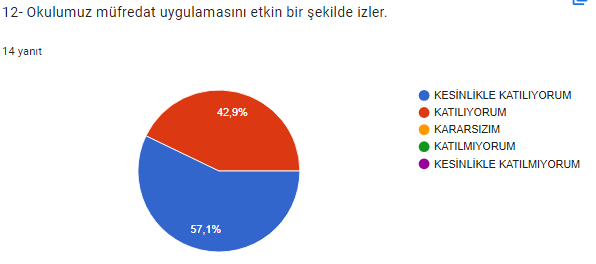 12- Okulumuz müfredat uygulamasını etkin bir şekilde izler.
14 yanıt
42,9%
57,1%
KESİNLİKLE KATILIYORUM
KATILIYORUM
KARARSIZIM
KATILMIYORUM
KESİNLİKLE KATILMIYORUM